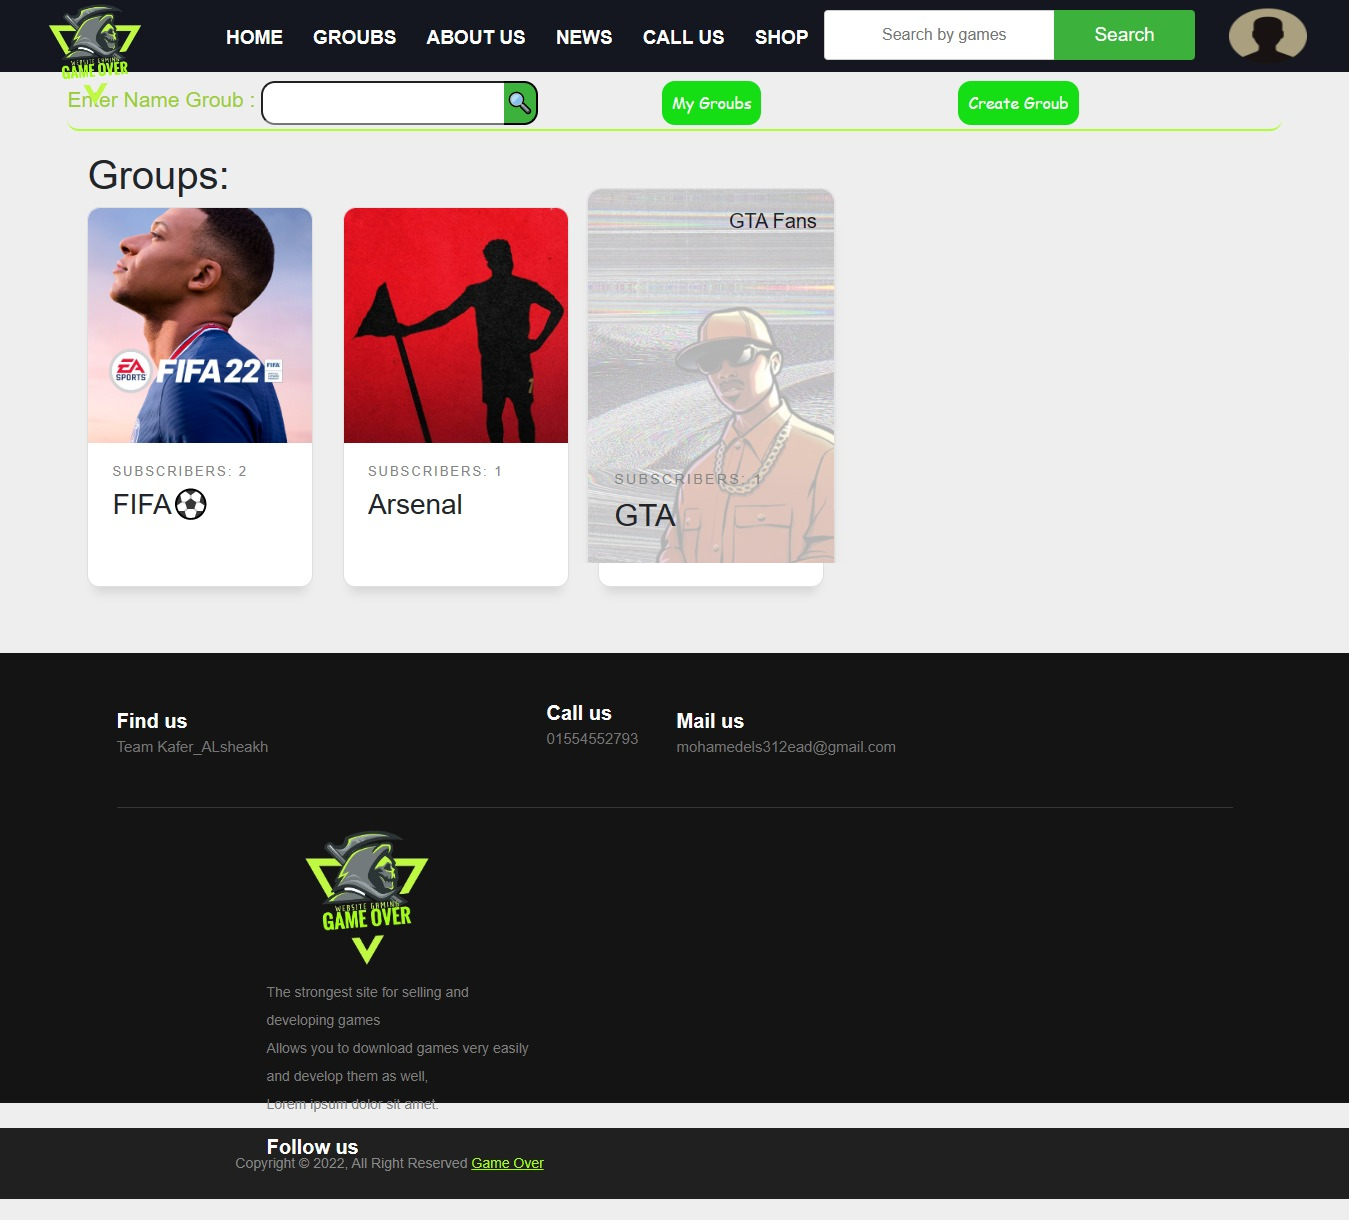 HOME GROUBS ABOUT US NEWS CALL US SHOP Search by games Search
WEBSITE GAMING
GAME OVER
Enter Name Groub : My Groubs Create Groub
Groups:
GTA Fans
EA SPORTS FIFA 22 FIFA
SUBSCRIBERS: 2
FIFA⚽
SUBSCRIBERS: 1
Arsenal
SUBSCRIBERS: 1
GTA
Find us
Team Kafer_ALsheakh
Call us
01554552793
Mail us
mohamedels312ead@gmail.com
WEBSITE GAMING
GAME OVER
The strongest site for selling and
developing games
Allows you to download games very easily
and develop them as well,
Lorem ipsum dolor sit amet.
Follow us
Copyright © 2022, All Right Reserved Game Over